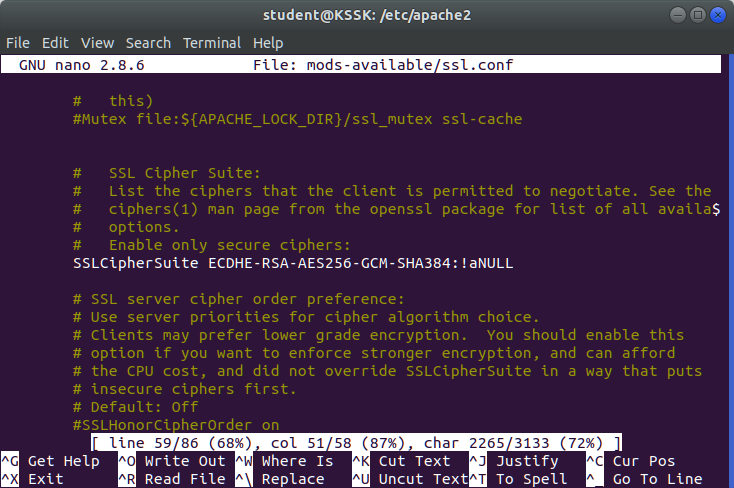 student@KSSK: /etc/apache2
File Edit View Search Terminal Help
GNU nano 2.8.6 File: mods-available/ssl.conf
# this)
#Mutex file:${APACHE_LOCK_DIR}/ssl_mutex ssl-cache
# SSL Cipher Suite:
# List the ciphers that the client is permitted to negotiate. See the
# ciphers(1) man page from the openssl package for list of all availa$
# options.
# Enable only secure ciphers:
SSLCipherSuite ECDHE-RSA-AES256-GCM-SHA384:!aNULL
# SSL server cipher order preference:
# Use server priorities for cipher algorithm choice.
# Clients may prefer lower grade encryption.  You should enable this
# option if you want to enforce stronger encryption, and can afford
# the CPU cost, and did not override SSLCipherSuite in a way that puts
# insecure ciphers first.
# Default: Off
#SSLHonorCipherOrder on
[ line 59/86 (68%), col 51/58 (87%), char 2265/3133 (72%) ]
^G Get Help ^O Write Out ^W Where Is ^K Cut Text ^J Justify ^C Cur Pos
^X Exit ^R Read File ^\ Replace ^U Uncut Text ^T To Spell ^_ Go To Line